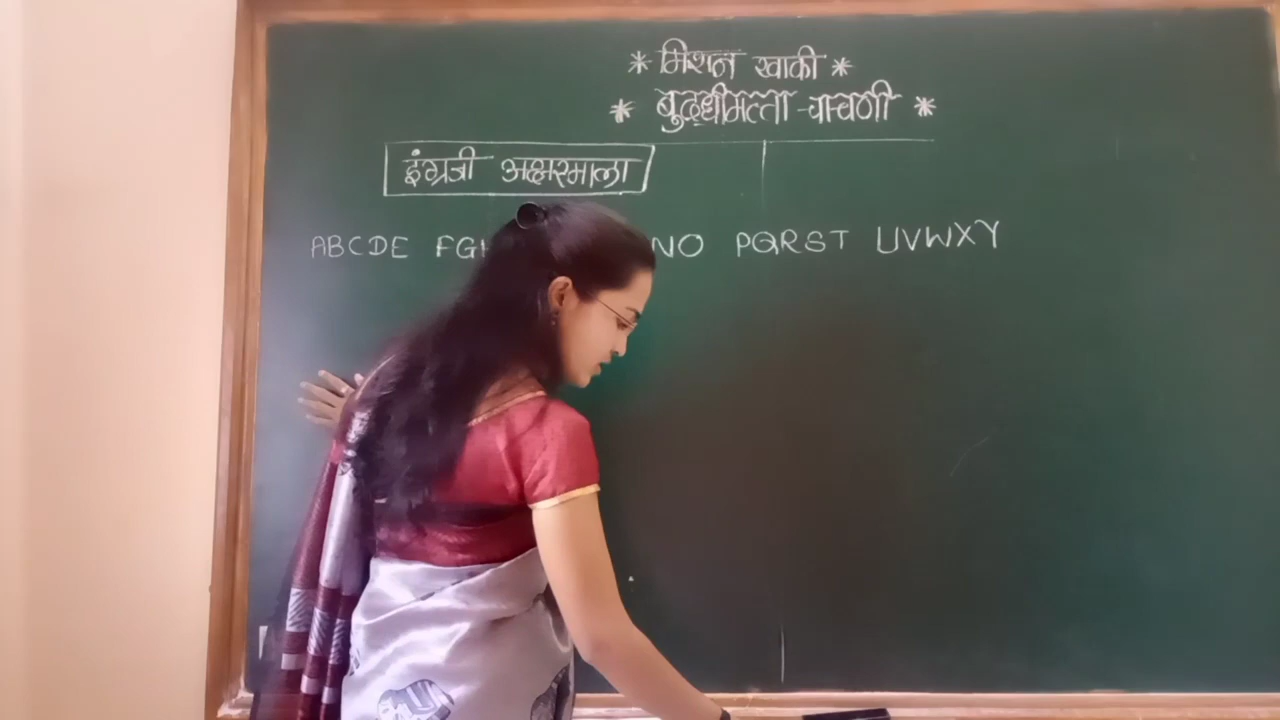 * मिशन खाकी *
* बुद्धीमत्ता - चाचणी *
इंग्रजी अक्षरमाला
ABCDE FG NO PQRST UVWXY